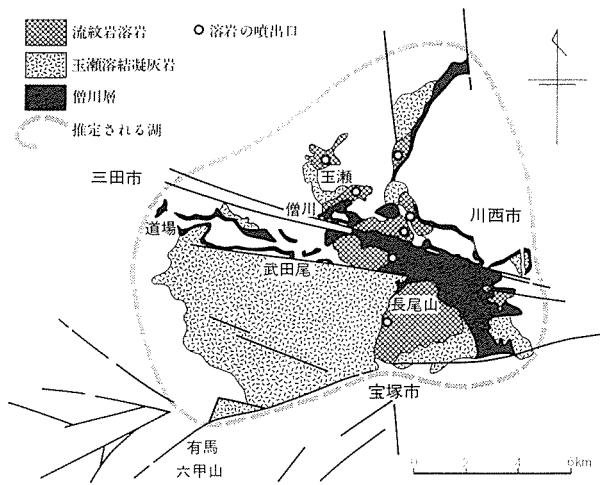 流紋岩溶岩
溶岩の噴出口
玉瀬溶結凝灰岩
僧川層
推定される湖
三田市
玉瀬
僧川
川西市
道場
武田尾
長尾山
宝塚市
有馬
六甲山
0 2 4 6km